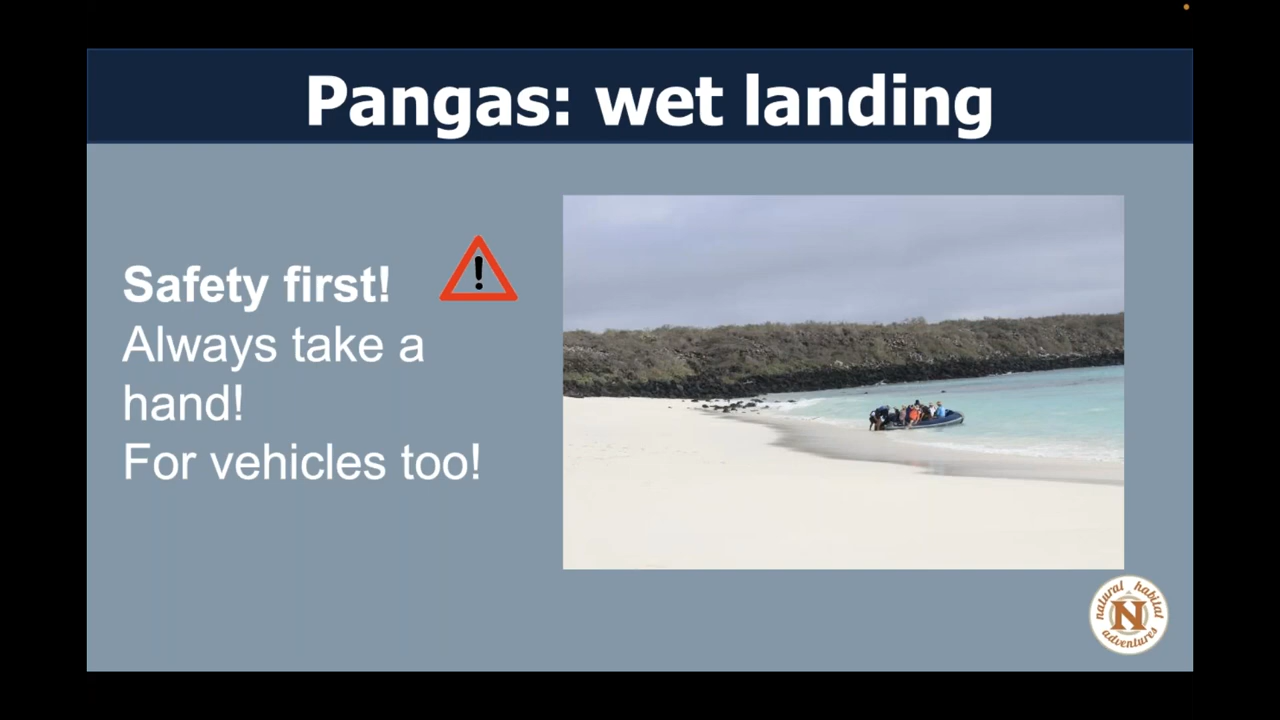 Pangas: wet landing
Safety first!
Always take a
hand!
For vehicles too!
natural habitat
N
adventures